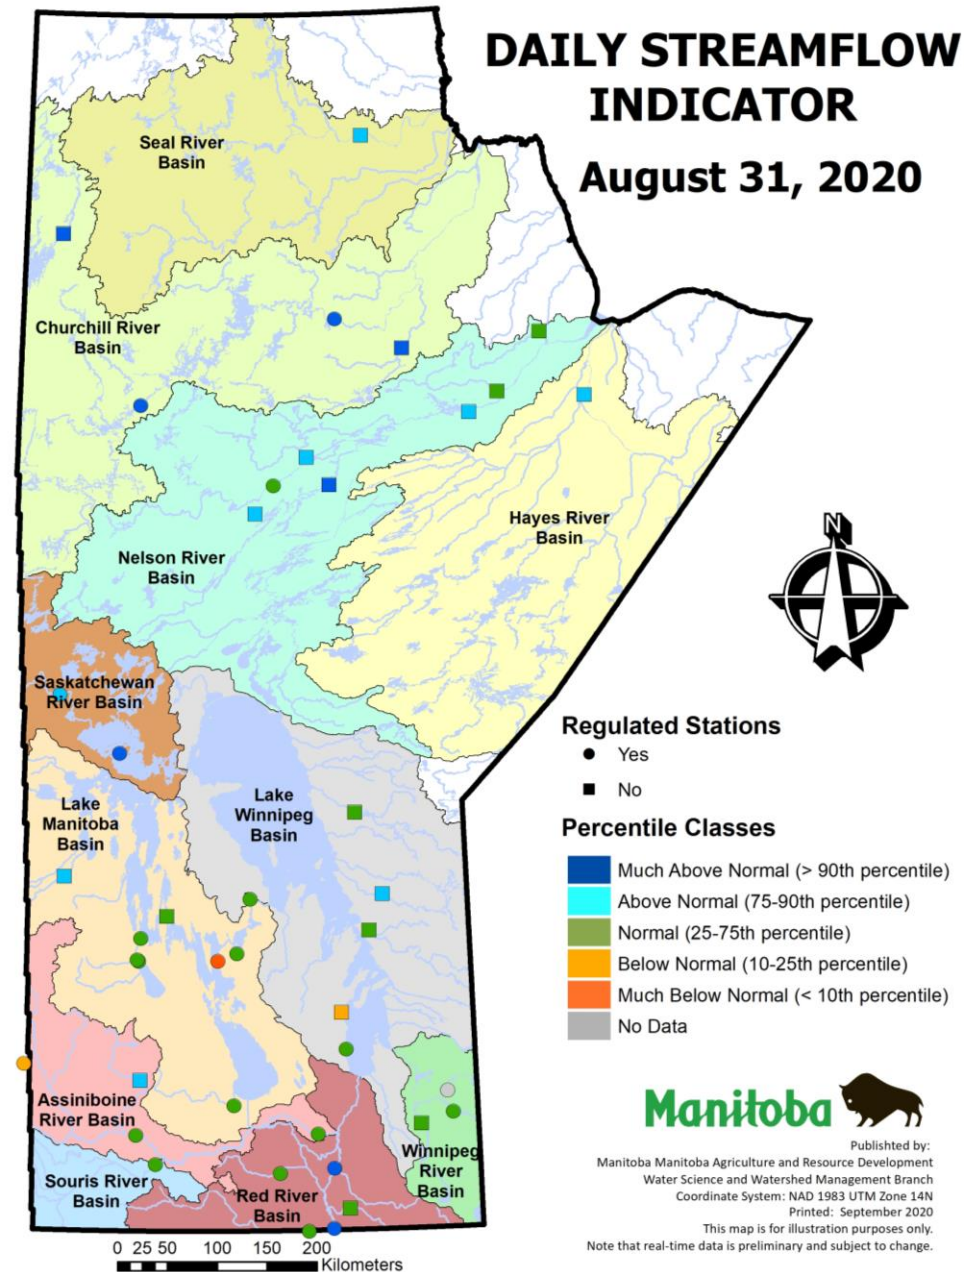 DAILY STREAMFLOW
INDICATOR
August 31, 2020
Seal River
Basin
Churchill River
Basin
Hayes River
Basin
Nelson River
Basin
N
Saskatchewan
River Basin
Lake
Manitoba
Basin
Lake
Winnipeg
Basin
Assiniboine
River Basin
Souris River
Basin
Red River
Basin
Winnipeg
River
Basin
0 25 50 100 150 200
Kilometers
Regulated Stations
Yes
No
Percentile Classes
Much Above Normal (> 90th percentile)
Above Normal (75-90th percentile)
Normal (25-75th percentile)
Below Normal (10-25th percentile)
Much Below Normal (< 10th percentile)
No Data
Manitoba
Publishted by:
Manitoba Manitoba Agriculture and Resource Development
Water Science and Watershed Management Branch
Coordinate System: NAD 1983 UTM Zone 14N
Printed: September 2020
This map is for illustration purposes only.
Note that real-time data is preliminary and subject to change.